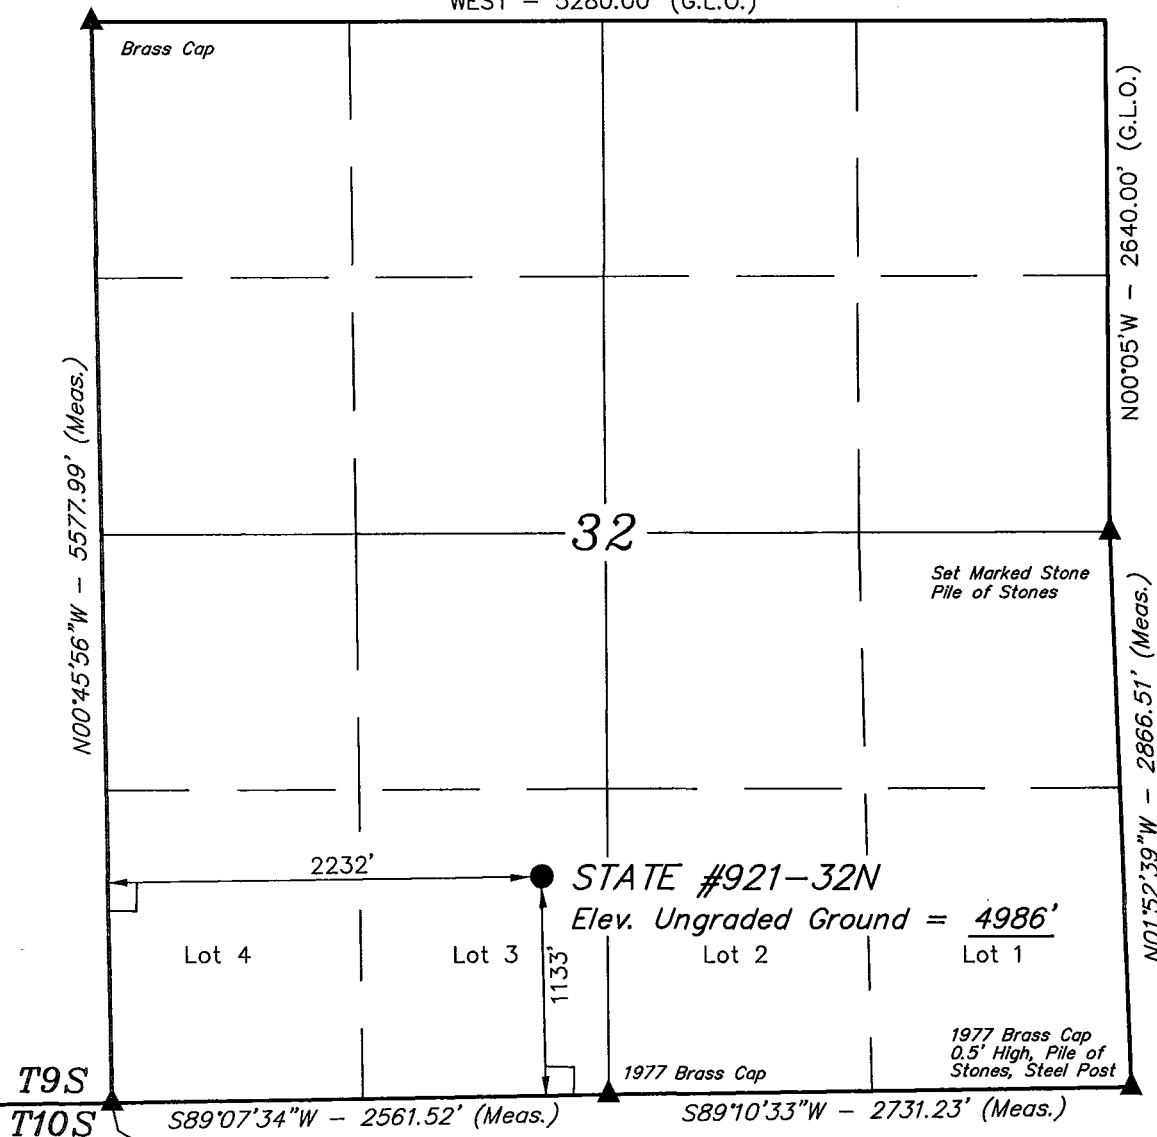 WEST – 5280.00' (G.L.O.)
Brass Cap
N00°05'W – 2640.00' (G.L.O.)
N00°45'56"W – 5577.99' (Meas.)
32
Set Marked Stone
Pile of Stones
N01°52'39"W – 2866.51' (Meas.)
2232'
STATE #921–32N
Elev. Ungraded Ground = 4986'
1133'
Lot 4
Lot 3
Lot 2
Lot 1
1977 Brass Cap
0.5' High, Pile of
Stones, Steel Post
1977 Brass Cap
T9S
T10S
S89°07'34"W – 2561.52' (Meas.)
S89°10'33"W – 2731.23' (Meas.)